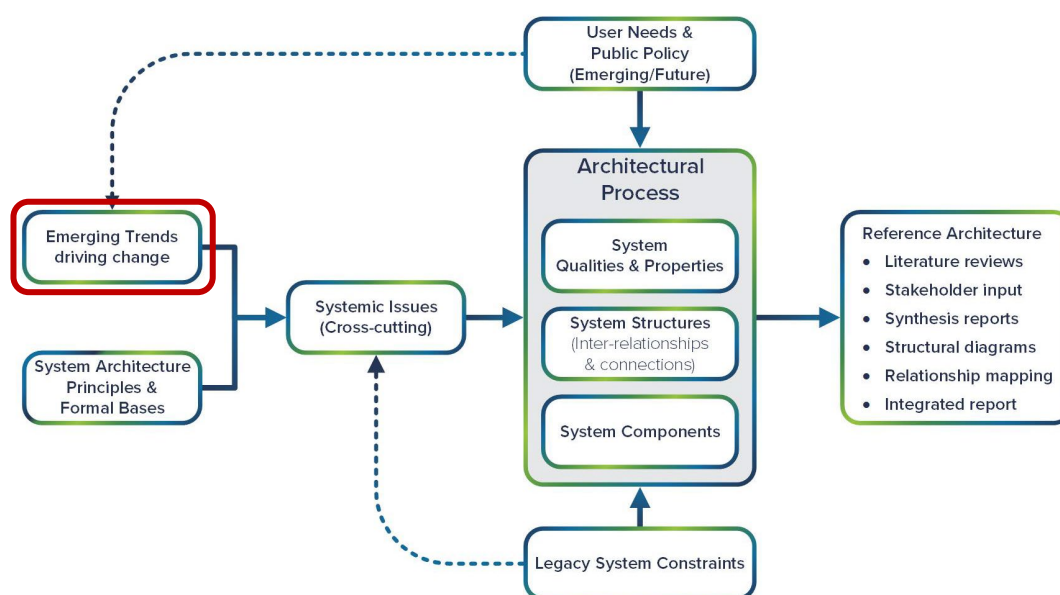 User Needs &
Public Policy
(Emerging/Future)
Emerging Trends
driving change
System Architecture
Principles &
Formal Bases
Systemic Issues
(Cross-cutting)
Architectural
Process
System
Qualities & Properties
System Structures
(Inter-relationships
& connections)
System Components
Legacy System Constraints
Reference Architecture
• Literature reviews
• Stakeholder input
• Synthesis reports
• Structural diagrams
• Relationship mapping
• Integrated report